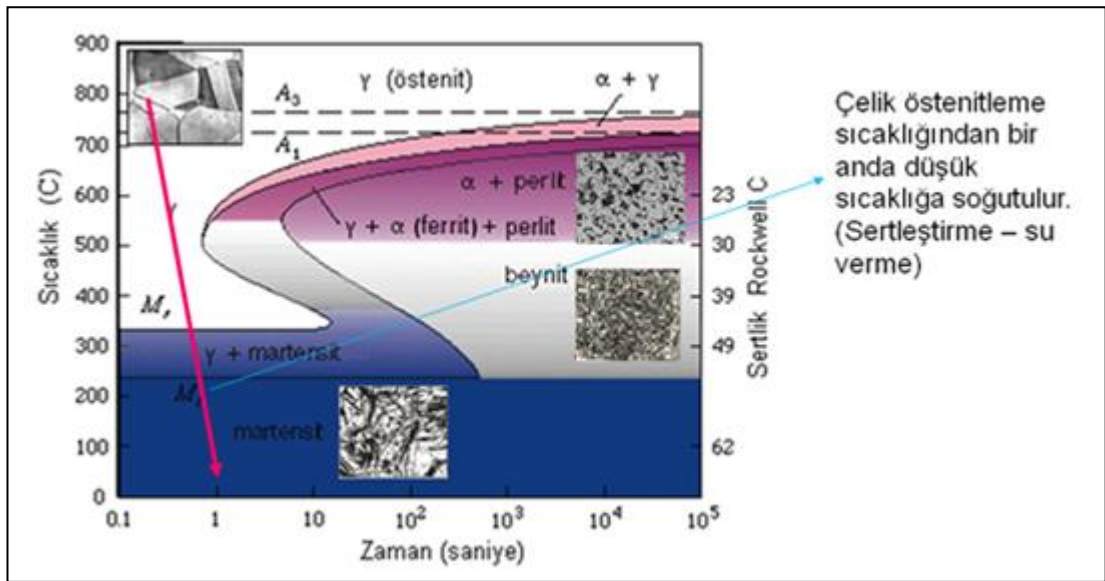 900
800
700
600
500
400
300
200
100
0
Sıcaklık (C)
γ (östenit)
α + γ
A₃
A₁
α + perlit
γ + α (ferrit) + perlit
beynit
Mₛ
γ + martensit
martensit
23
30
39
49
62
Sertlik Rockwell C
0.1
1
10
10²
10³
10⁴
10⁵
Zaman (saniye)
Çelik östenitleme
sıcaklığından bir
anda düşük
sıcaklığa soğutulur.
(Sertleştirme – su
verme)